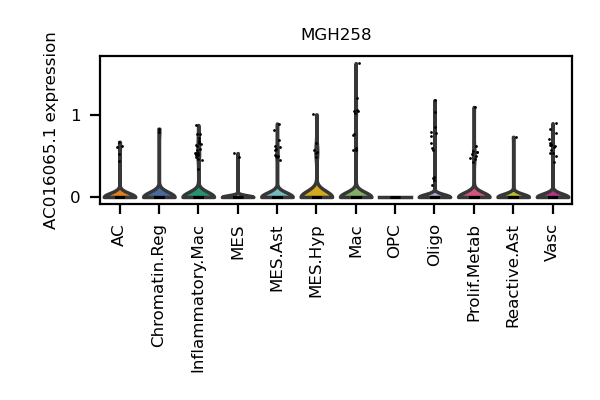 MGH258
AC016065.1 expression
1
0
AC
Chromatin.Reg
Inflammatory.Mac
MES
MES.Ast
MES.Hyp
Mac
OPC
Oligo
Prolif.Metab
Reactive.Ast
Vasc